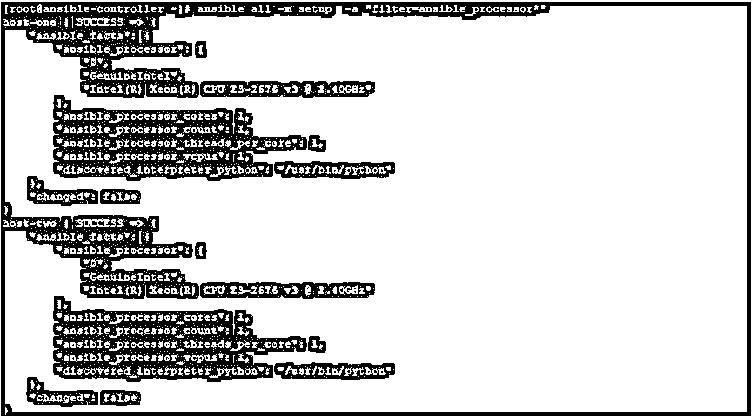 [root@ansible-controller ~]# ansible all -m setup -a "filter=ansible_processor*"
host-one | SUCCESS => {
"ansible_facts": {
"ansible_processor": [
"0",
"GenuineIntel",
"Intel(R) Xeon(R) CPU E5-2676 v3 @ 2.40GHz"
],
"ansible_processor_cores": 1,
"ansible_processor_count": 1,
"ansible_processor_threads_per_core": 1,
"ansible_processor_vcpus": 1,
"discovered_interpreter_python": "/usr/bin/python"
},
"changed": false
}
host-two | SUCCESS => {
"ansible_facts": {
"ansible_processor": [
"0",
"GenuineIntel",
"Intel(R) Xeon(R) CPU E5-2676 v3 @ 2.40GHz"
],
"ansible_processor_cores": 1,
"ansible_processor_count": 1,
"ansible_processor_threads_per_core": 1,
"ansible_processor_vcpus": 1,
"discovered_interpreter_python": "/usr/bin/python"
},
"changed": false
}